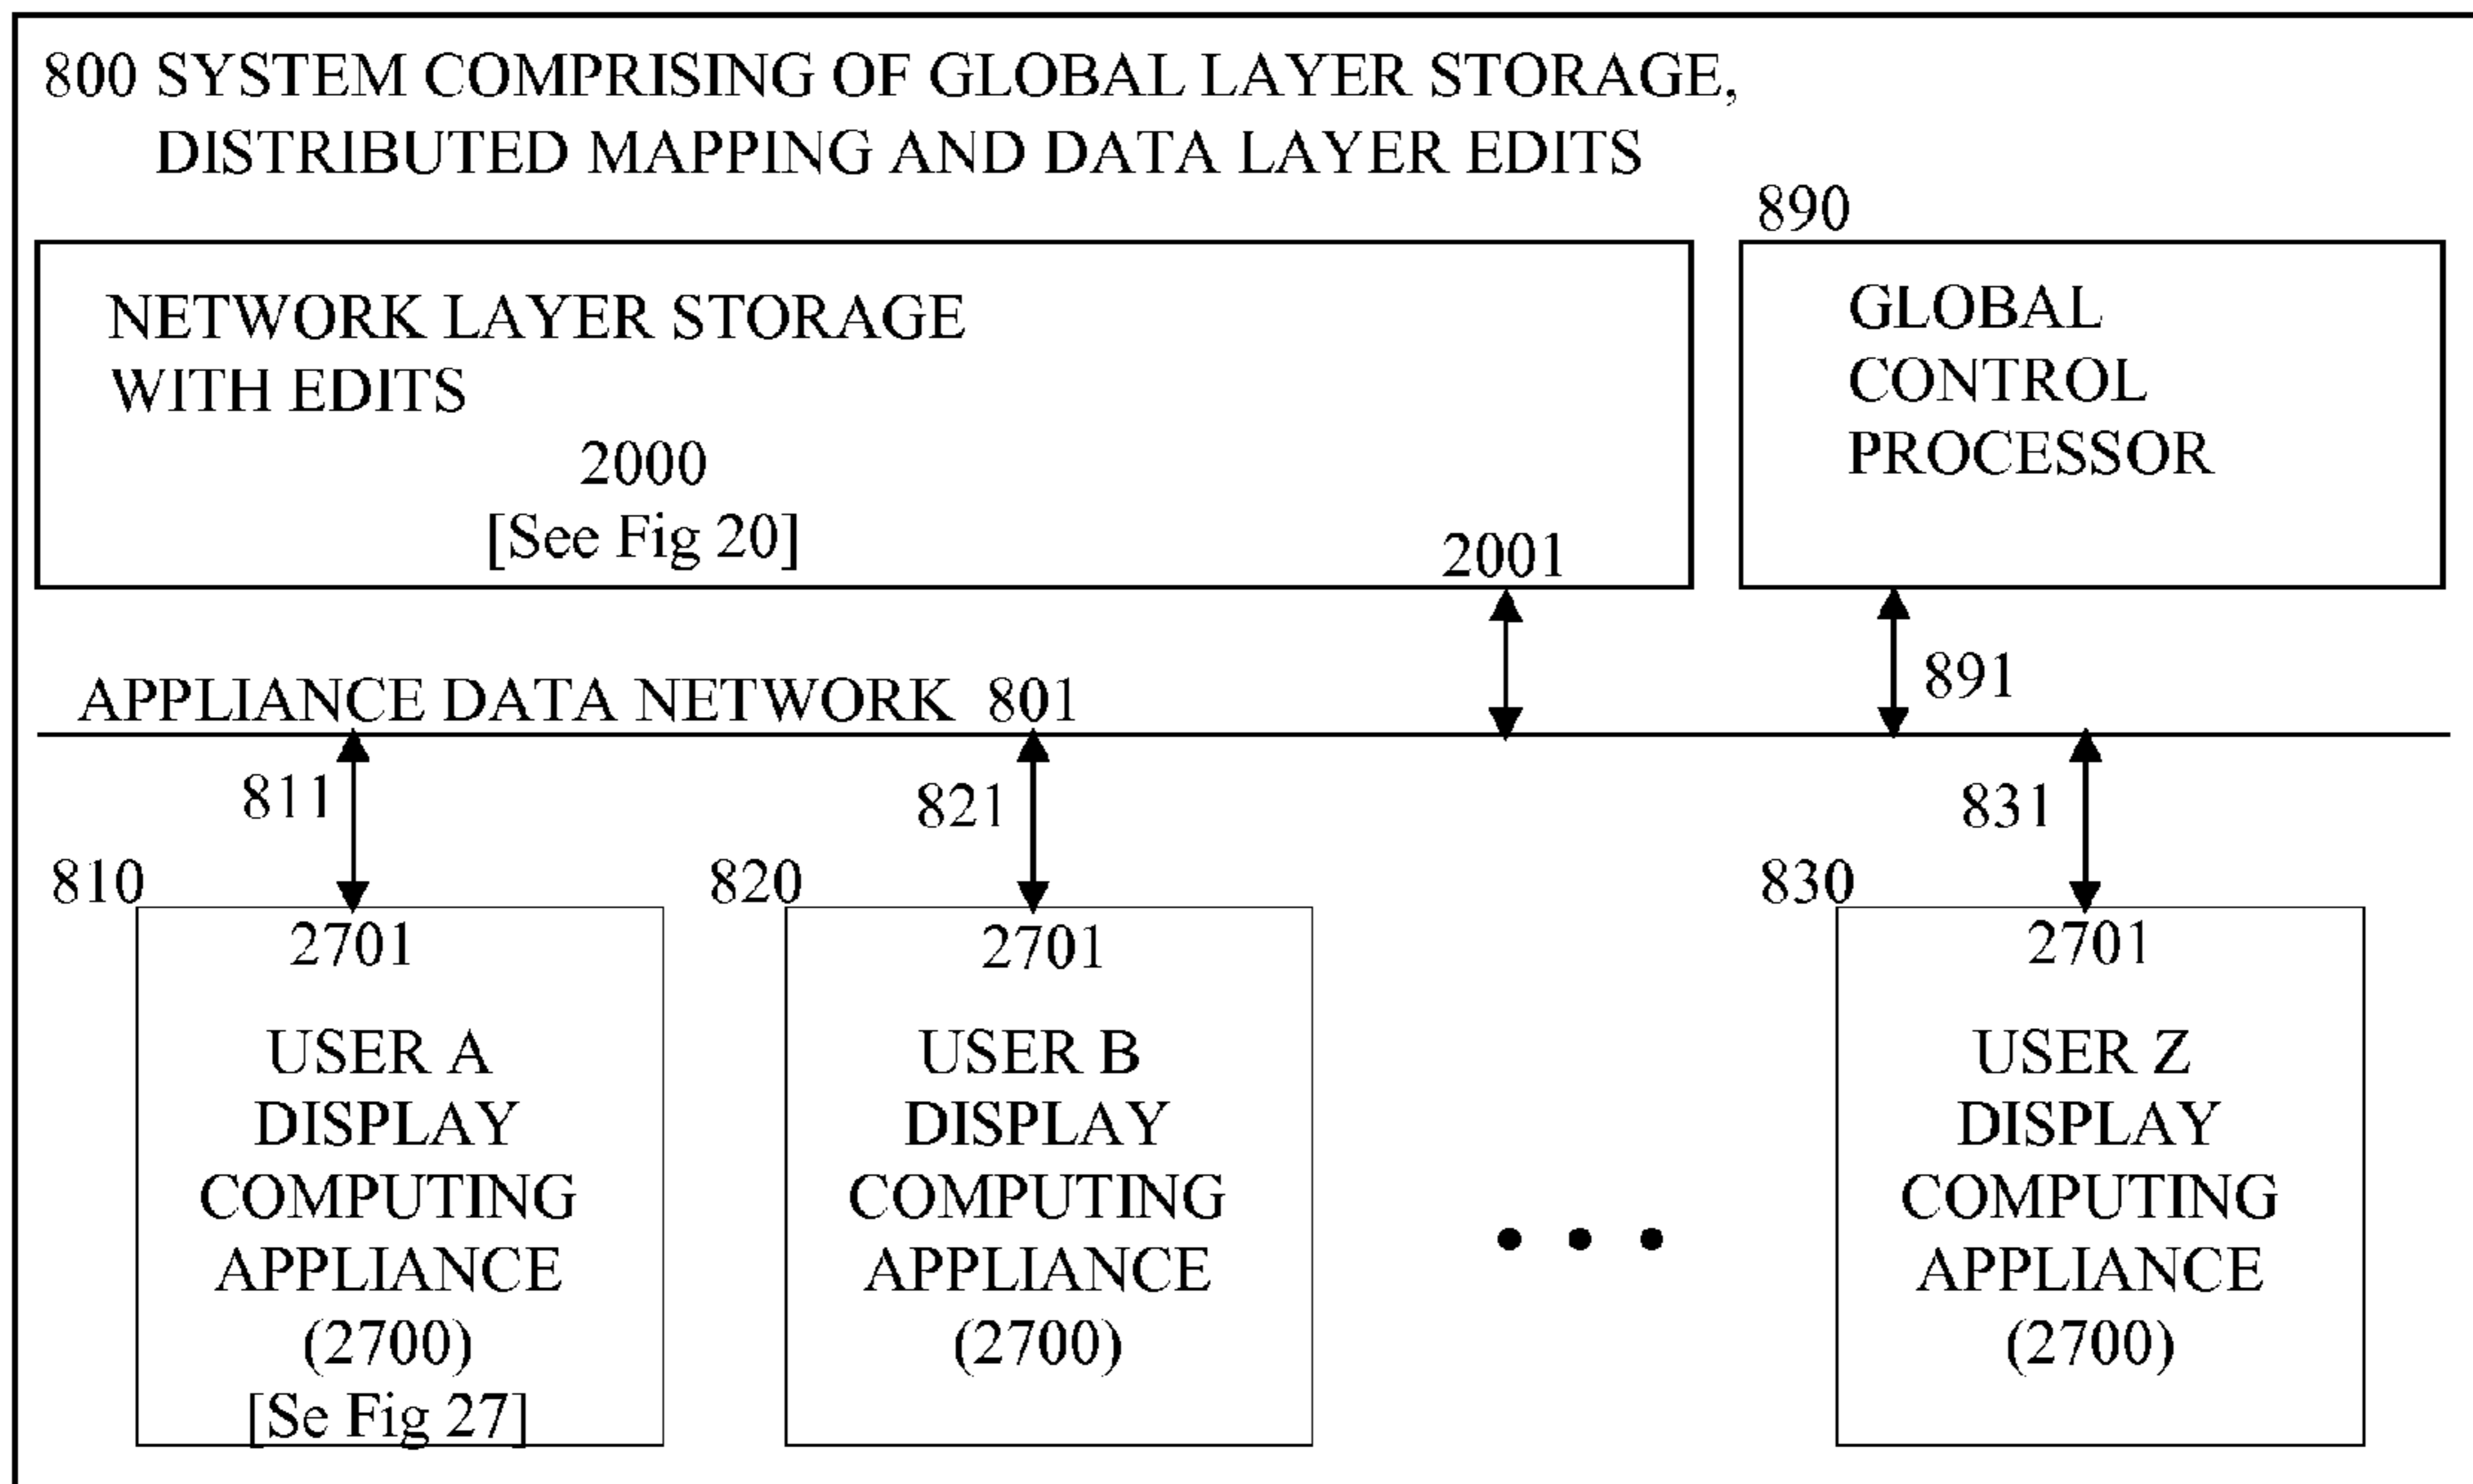 800 SYSTEM COMPRISING OF GLOBAL LAYER STORAGE,
DISTRIBUTED MAPPING AND DATA LAYER EDITS
890
NETWORK LAYER STORAGE
WITH EDITS
2000
[See Fig 20]
2001
GLOBAL
CONTROL
PROCESSOR
891
APPLIANCE DATA NETWORK 801
811
821
831
810
2701
USER A
DISPLAY
COMPUTING
APPLIANCE
(2700)
[Se Fig 27]
820
2701
USER B
DISPLAY
COMPUTING
APPLIANCE
(2700)
• • •
830
2701
USER Z
DISPLAY
COMPUTING
APPLIANCE
(2700)